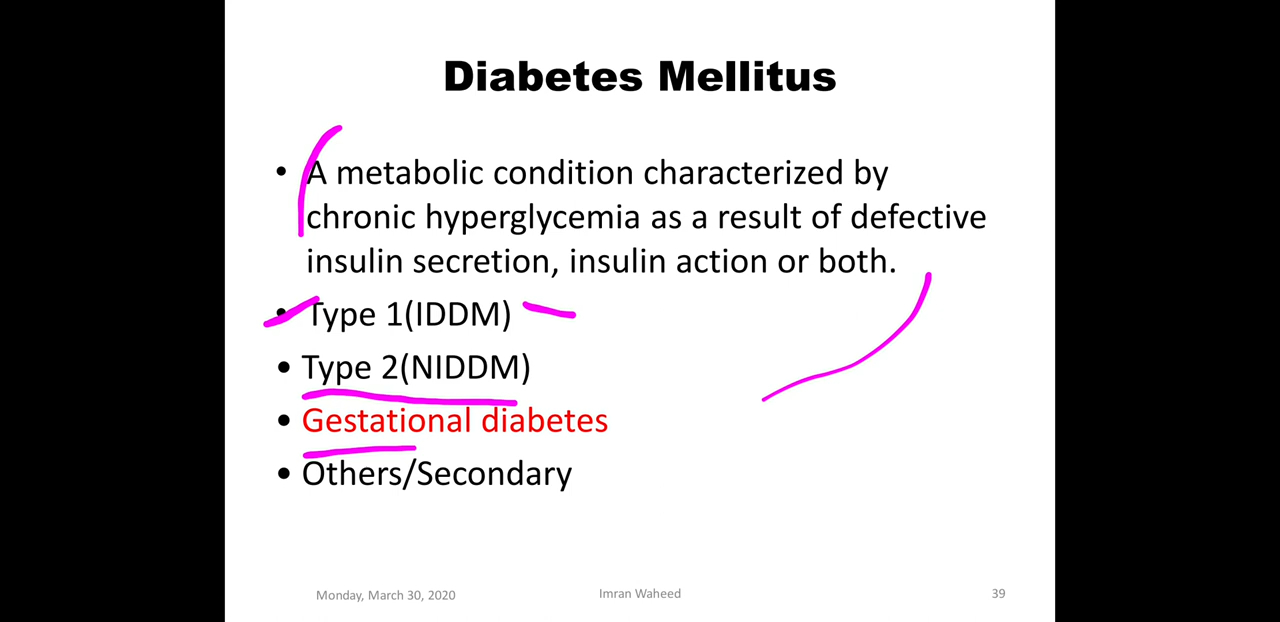 Diabetes Mellitus
• A metabolic condition characterized by
chronic hyperglycemia as a result of defective
insulin secretion, insulin action or both.
• Type 1(IDDM)
• Type 2(NIDDM)
• Gestational diabetes
• Others/Secondary
Monday, March 30, 2020 Imran Waheed 39